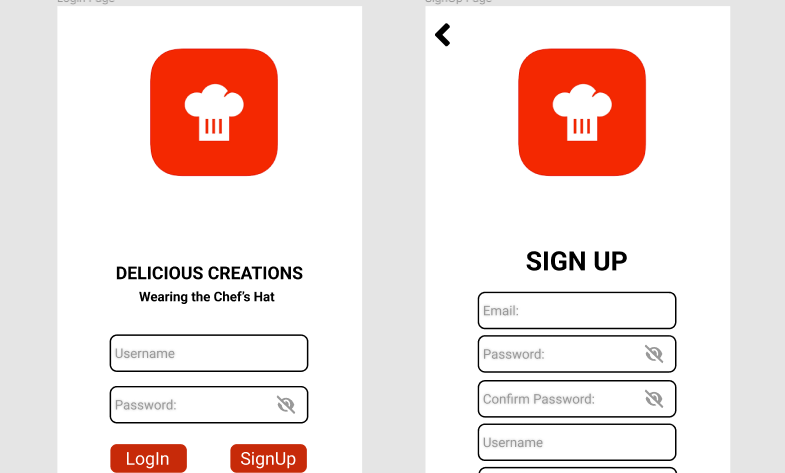 Login Page
SignUp Page
DELICIOUS CREATIONS
Wearing the Chef's Hat
Username
Password:
LogIn
SignUp
SIGN UP
Email:
Password:
Confirm Password:
Username